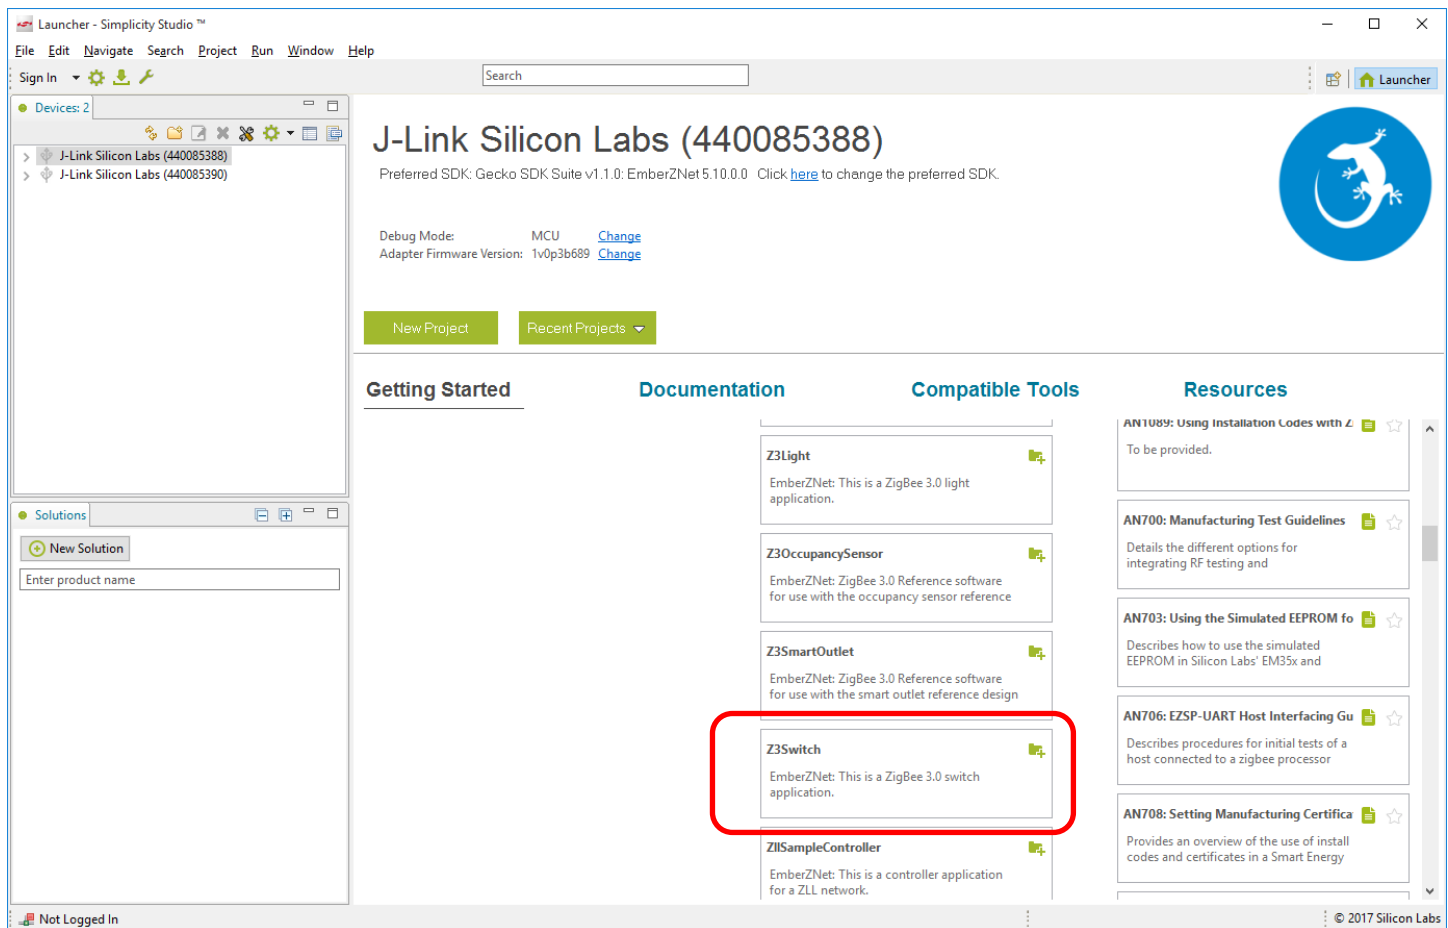 Launcher - Simplicity Studio ™
File Edit Navigate Search Project Run Window Help
Sign In
Search
Launcher
Devices: 2
J-Link Silicon Labs (440085388)
J-Link Silicon Labs (440085390)
J-Link Silicon Labs (440085388)
Preferred SDK: Gecko SDK Suite v1.1.0: EmberZNet 5.10.0.0 Click here to change the preferred SDK.
Debug Mode: MCU Change
Adapter Firmware Version: 1v0p3b689 Change
New Project
Recent Projects
Getting Started
Documentation
Compatible Tools
Resources
Z3Light
EmberZNet: This is a ZigBee 3.0 light
application.
Z3OccupancySensor
EmberZNet: ZigBee 3.0 Reference software
for use with the occupancy sensor reference
Z3SmartOutlet
EmberZNet: ZigBee 3.0 Reference software
for use with the smart outlet reference design
Z3Switch
EmberZNet: This is a ZigBee 3.0 switch
application.
ZllSampleController
EmberZNet: This is a controller application
for a ZLL network.
AN1089: Using Installation Codes with Z
To be provided.
AN700: Manufacturing Test Guidelines
Details the different options for
integrating RF testing and
AN703: Using the Simulated EEPROM fo
Describes how to use the simulated
EEPROM in Silicon Labs' EM35x and
AN706: EZSP-UART Host Interfacing Gu
Describes procedures for initial tests of a
host connected to a zigbee processor
AN708: Setting Manufacturing Certifica
Provides an overview of the use of install
codes and certificates in a Smart Energy
Solutions
New Solution
Enter product name
Not Logged In
© 2017 Silicon Labs